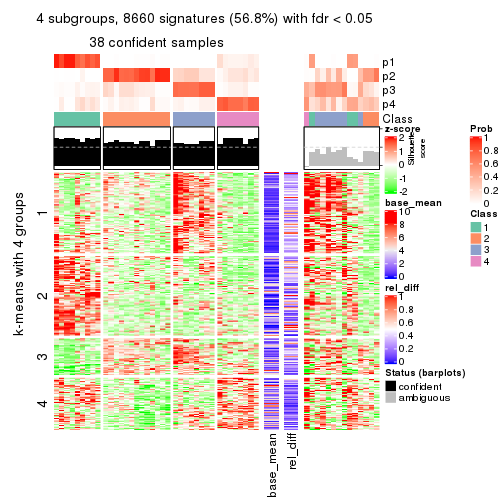 4 subgroups, 8660 signatures (56.8%) with fdr < 0.05
38 confident samples
p1
p2
p3
p4
Class
Silhouette
score
k-means with 4 groups
1
2
3
4
base_mean
rel_diff
z-score
2
1
0
-1
-2
base_mean
10
8
6
4
2
0
rel_diff
1
0.8
0.6
0.4
0.2
0
Status (barplots)
confident
ambiguous
Prob
1
0.8
0.6
0.4
0.2
0
Class
1
2
3
4